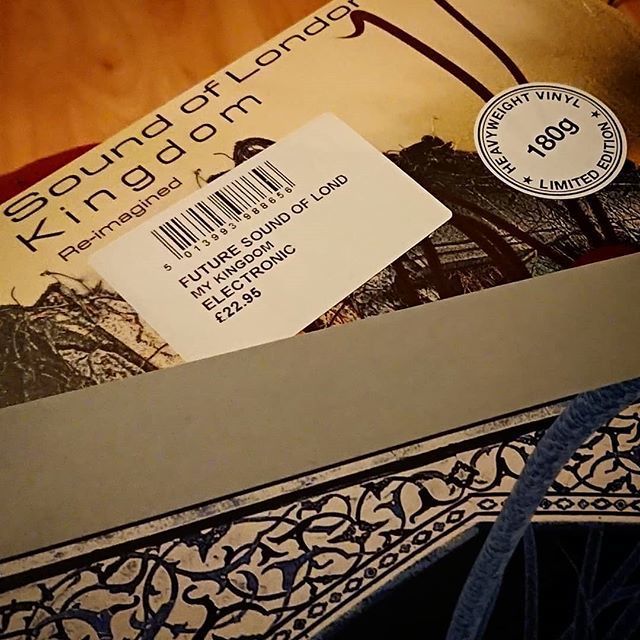 Sound of London
Kingdom
Re-imagined
HEAVYWEIGHT VINYL
180g
LIMITED EDITION
5 013993 988656
FUTURE SOUND OF LOND
MY KINGDOM
ELECTRONIC
£22.95